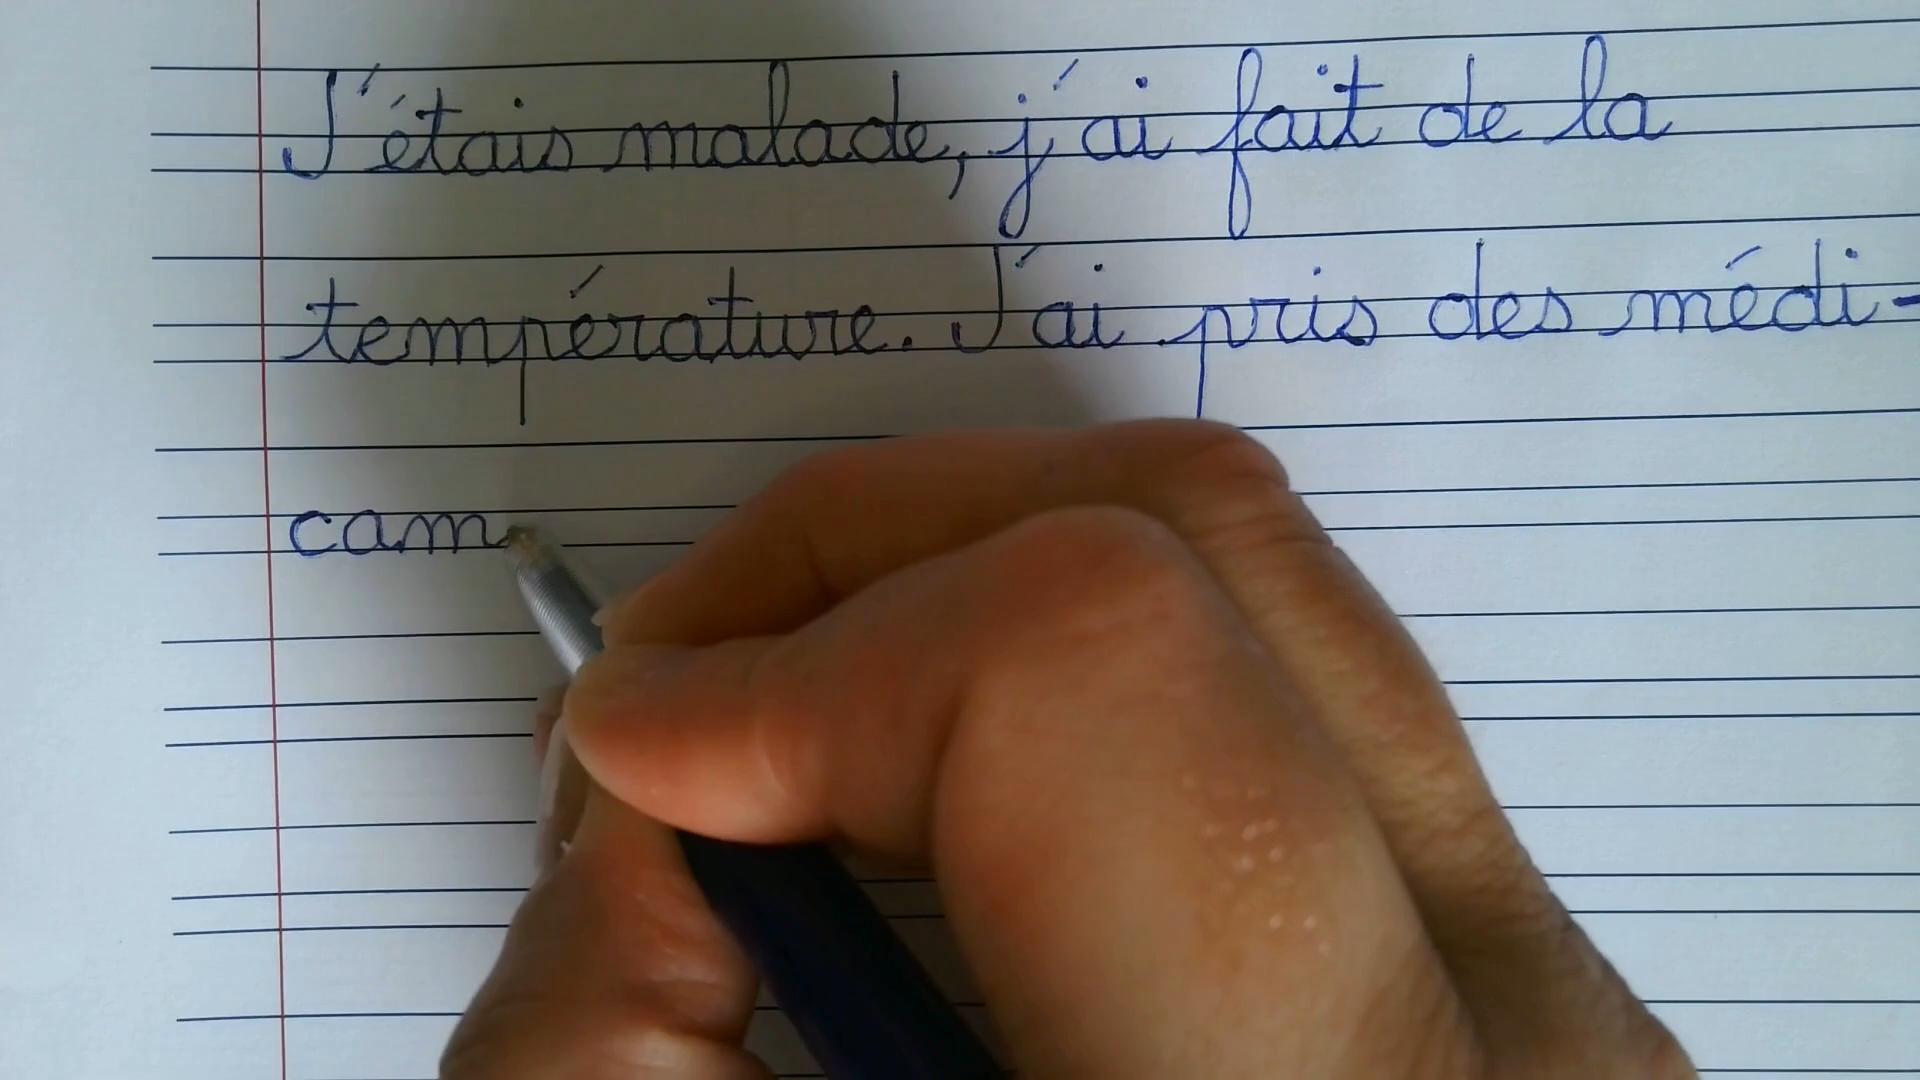 J'étais malade, j'ai fait de la
température. J'ai pris des médi-
cam